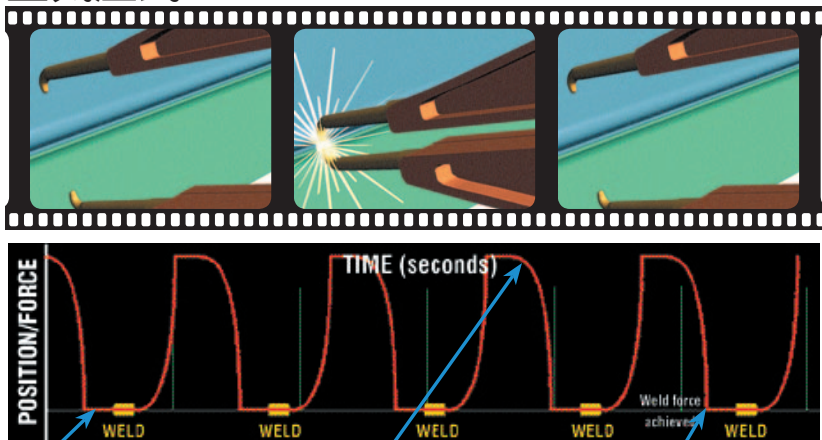 TIME (seconds)
POSITION/FORCE
Weld force
achieved
WELD
WELD
WELD
WELD
WELD